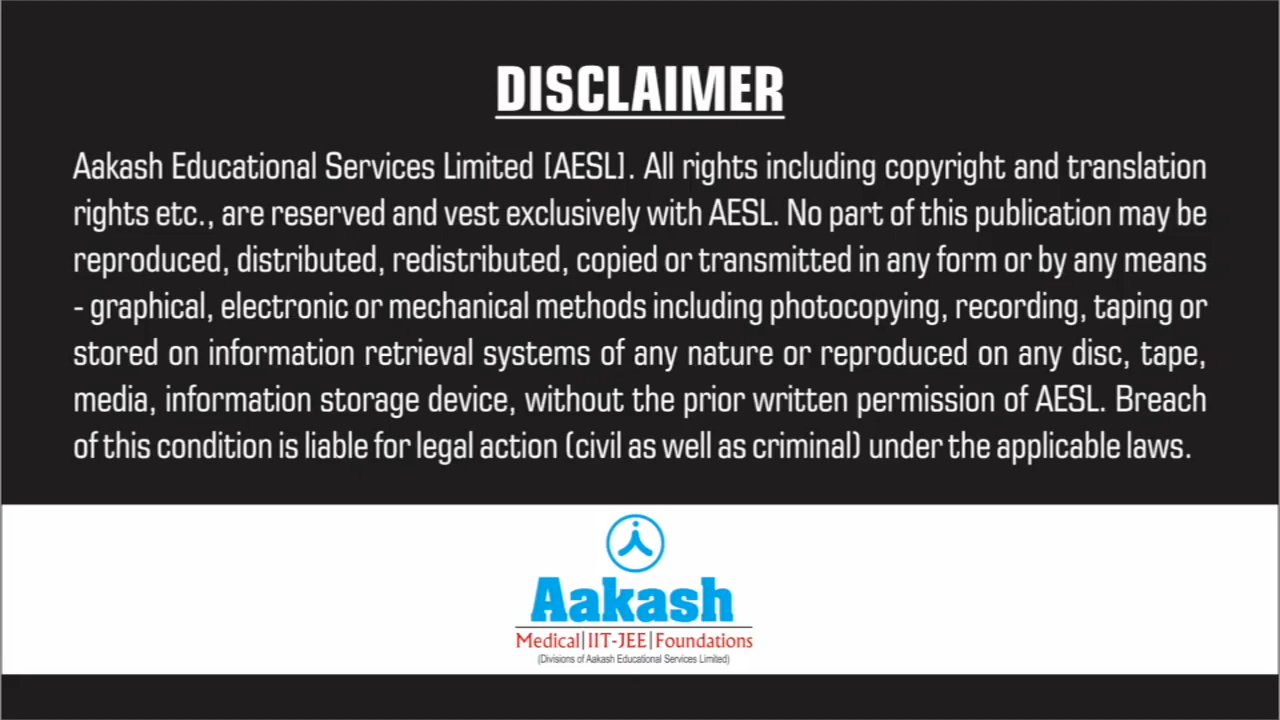 DISCLAIMER
Aakash Educational Services Limited [AESL]. All rights including copyright and translation
rights etc., are reserved and vest exclusively with AESL. No part of this publication may be
reproduced, distributed, redistributed, copied or transmitted in any form or by any means
- graphical, electronic or mechanical methods including photocopying, recording, taping or
stored on information retrieval systems of any nature or reproduced on any disc, tape,
media, information storage device, without the prior written permission of AESL. Breach
of this condition is liable for legal action (civil as well as criminal) under the applicable laws.
Aakash
Medical|IIT-JEE|Foundations
(Divisions of Aakash Educational Services Limited)